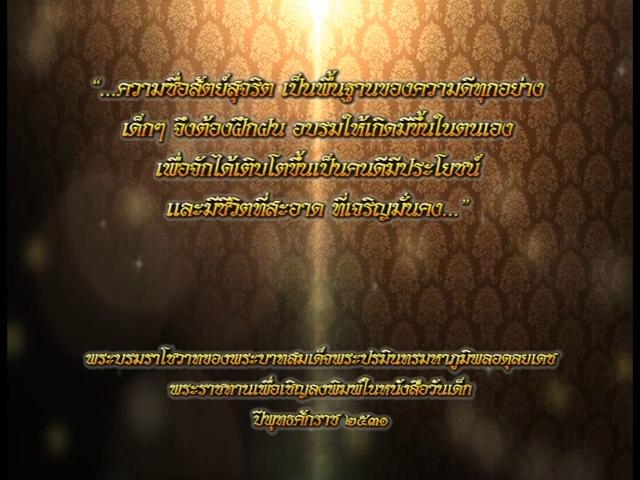 “...ความซื่อสัตย์สุจริต เป็นพื้นฐานของความดีทุกอย่าง
เด็กๆ จึงต้องฝึกฝน อบรมให้เกิดมีขึ้นในตนเอง
เพื่อจักได้เติบโตขึ้นเป็นคนดีมีประโยชน์
และมีชีวิตที่สะอาด ที่เจริญมั่นคง...”
พระบรมราโชวาทของพระบาทสมเด็จพระปรมินทรมหาภูมิพลอดุลยเดช
พระราชทานเพื่อเชิญลงพิมพ์ในหนังสือวันเด็ก
ปีพุทธศักราช ๒๕๓๑